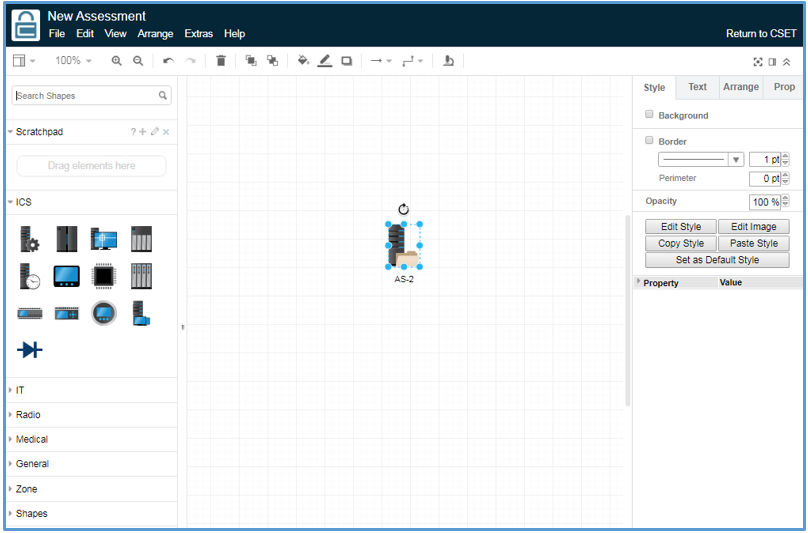 New Assessment
File Edit View Arrange Extras Help
Return to CSET
100%
Search Shapes
Scratchpad
?
Drag elements here
ICS
IT
Radio
Medical
General
Zone
Shapes
AS-2
Style Text Arrange Prop
Background
Border
1 pt
Perimeter 0 pt
Opacity 100 %
Edit Style Edit Image
Copy Style Paste Style
Set as Default Style
Property Value